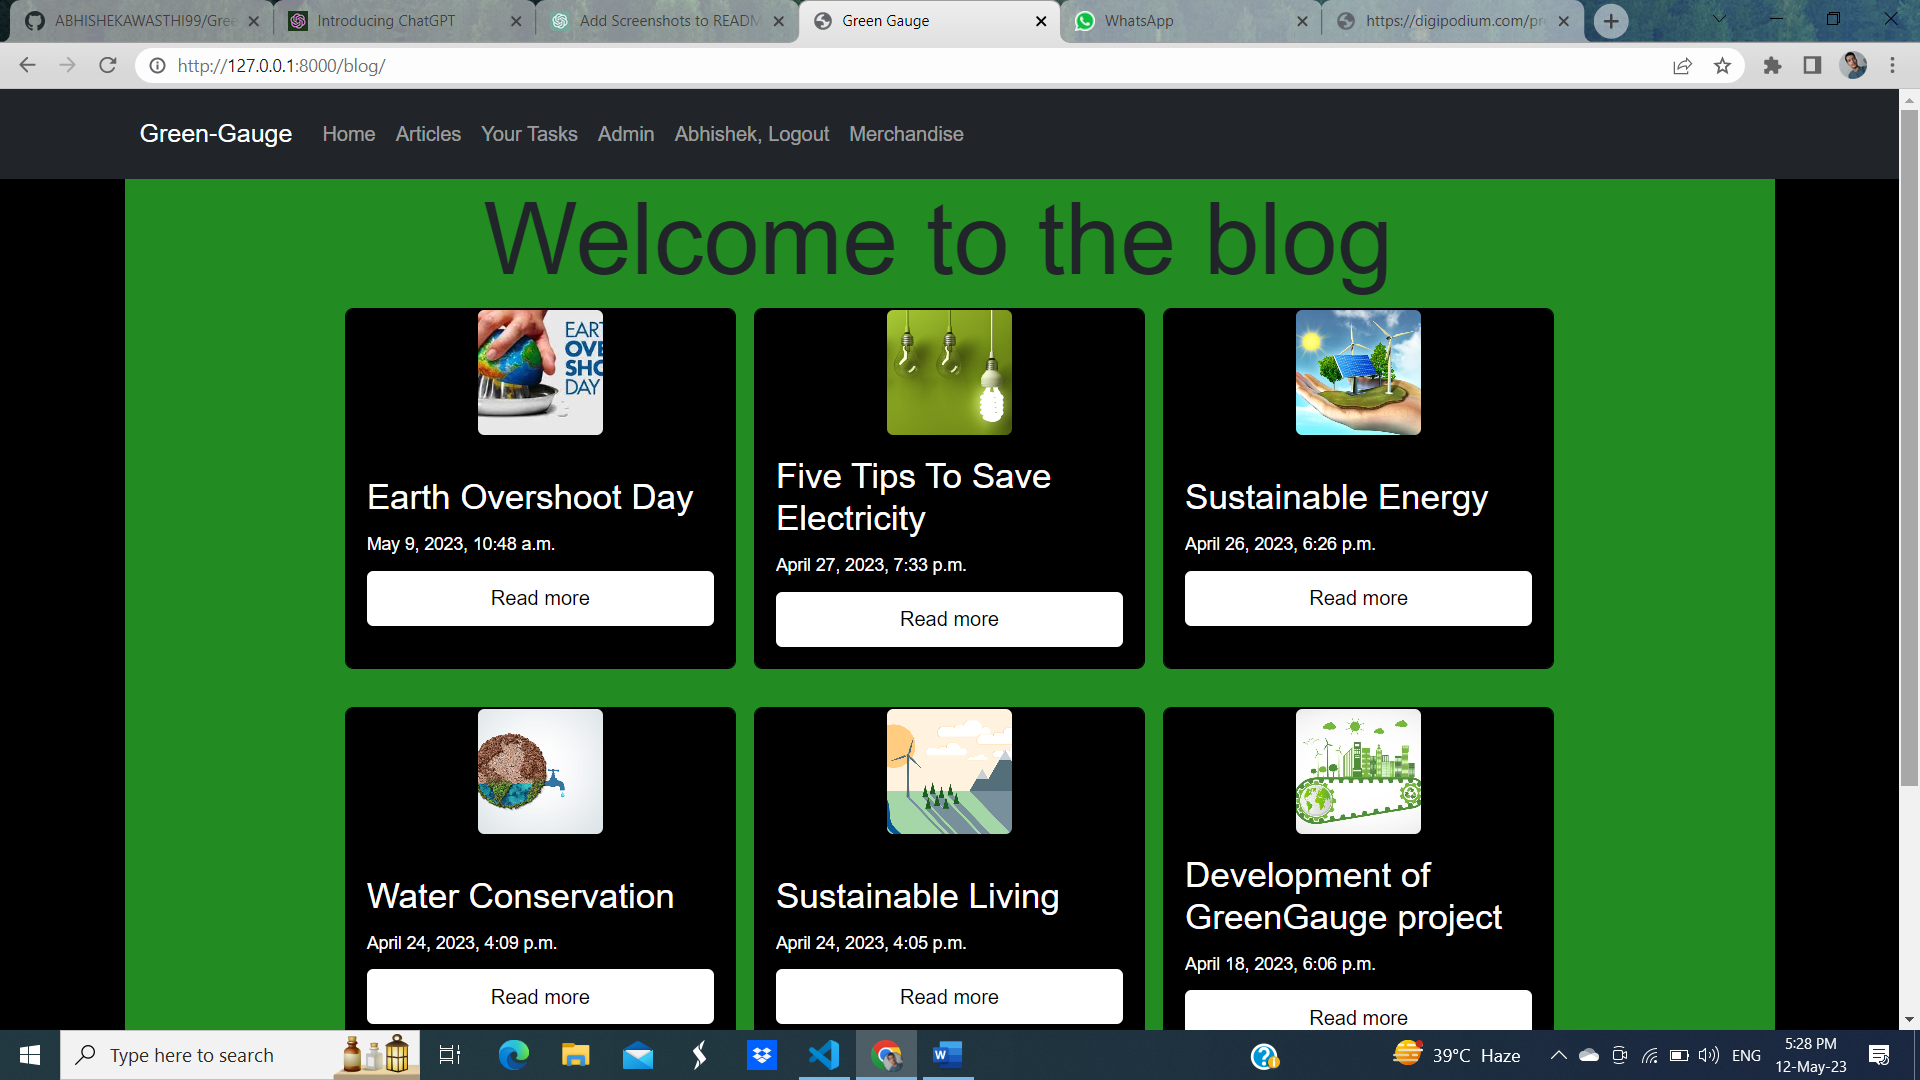 ABHISHEKAWASTHI99/Gree
Introducing ChatGPT
Add Screenshots to README
Green Gauge
WhatsApp
https://digipodium.com/pr
http://127.0.0.1:8000/blog/
Green-Gauge Home Articles Your Tasks Admin Abhishek, Logout Merchandise
Welcome to the blog
EART
OVE
SHO
DAY
Earth Overshoot Day
May 9, 2023, 10:48 a.m.
Read more
Five Tips To Save
Electricity
April 27, 2023, 7:33 p.m.
Read more
Sustainable Energy
April 26, 2023, 6:26 p.m.
Read more
Water Conservation
April 24, 2023, 4:09 p.m.
Read more
Sustainable Living
April 24, 2023, 4:05 p.m.
Read more
Development of
GreenGauge project
April 18, 2023, 6:06 p.m.
Read more
Type here to search
39°C Haze
ENG
5:28 PM
12-May-23